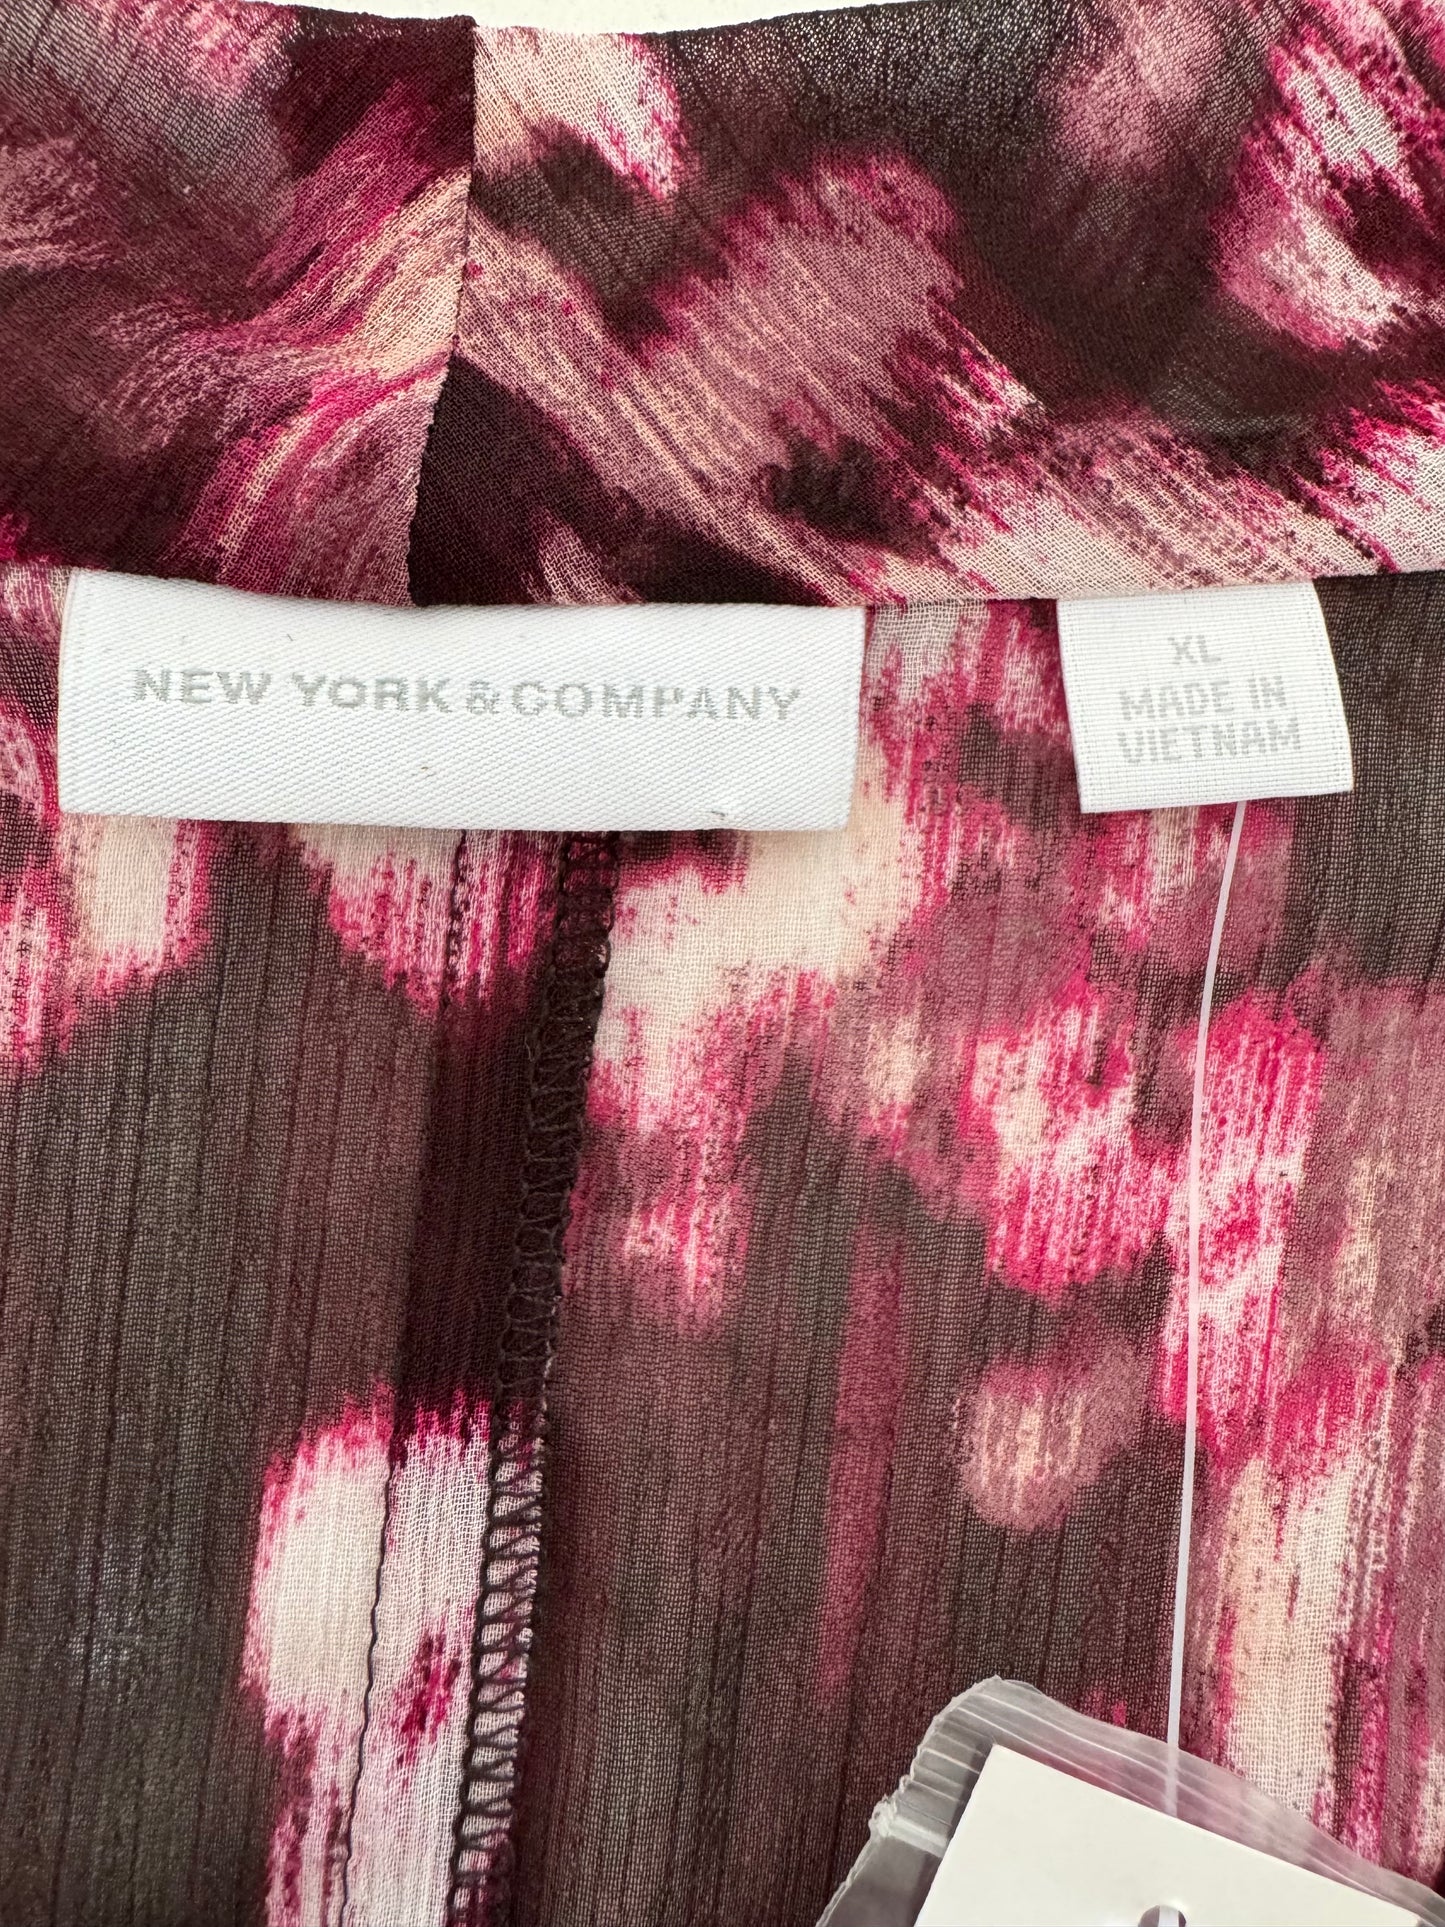 NEW YORK & COMPANY
XL
MADE IN
VIETNAM